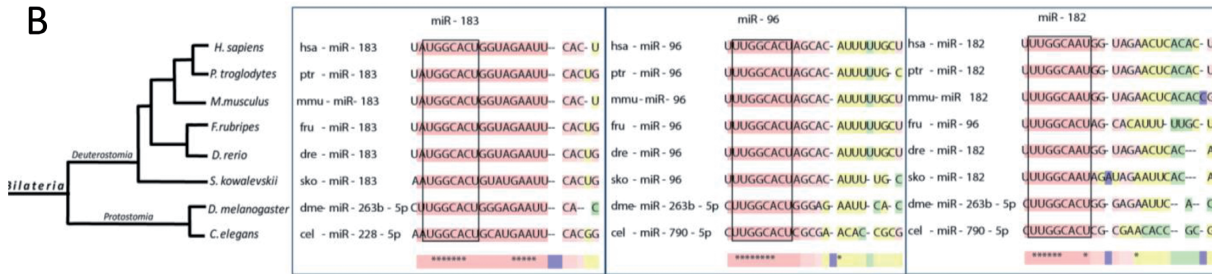 B
H. sapiens
P. troglodytes
M.musculus
F.rubripes
D. rerio
S. kowalevskii
D. melanogaster
C. elegans
Deuterostomia
Bilateria
Protostomia
miR - 183
hsa - miR - 183 UAUGGCACUGGUAGAAUU-- CAC- U
ptr - miR - 183 UAUGGCACUGGUAGAAUU-- CACUG
mmu - miR - 183 UAUGGCACUGGUAGAAUU-- CAC- U
fru - miR - 183 UAUGGCACUGGUAGAAUU-- CACUG
dre - miR - 183 UAUGGCACUGGUAGAAUU-- CACUG
sko - miR - 183 AAUGGCACUGUAUGAAUU-- CACUG
dme - miR - 263b - 5p CUUGGCACUGGGAGAAUU-- CA-- C
cel - miR - 228 - 5p AAUGGCACUGCAUGAAUU-- CACGG
******* *****
miR - 96
hsa - miR - 96 UUUGGCACUAGCAC- AUUUUUGCU
ptr - miR - 96 UUUGGCACUAGCAC- AUUUUUG- C
mmu - miR - 96 UUUGGCACUAGCAC- AUUUUUGCU
fru - miR - 96 UUUGGCACUAGCAC- AUUUUUGCU
dre - miR - 96 UUUGGCACUAGCAC- AUUUUUGCU
sko - miR - 96 UUUGGCACUAGCAC- AUUU- UG- C
dme - miR - 263b - 5p CUUGGCACUGGGAG- AAUU- CA- C
cel - miR - 790 - 5p CUUGGCACUCGCGA- ACAC- CGCG
******** *
miR - 182
hsa - miR - 182 UUUGGCAAUGG- UAGAACUCACAC- U
ptr - miR - 182 UUUGGCAAUGG- UAGAACUCACAC- U
mmu- miR 182 UUUGGCAAUGG- UAGAACUCACACCG
fru - miR - 96 UUUGGCACUAG- CACAUUU- UUGC- U
dre - miR - 182 UUUGGCAAUGG- UAGAACUCAC--- A
sko - miR - 182 UUUGGCAAUAGAUAGAAUUCAC--- A
dme - miR - 263b - 5p CUUGGCACUGG- GAGAAUUC-- A- C
cel - miR - 790 - 5p CUUGGCACUCG- CGAACACC-- GC- G
****** * *